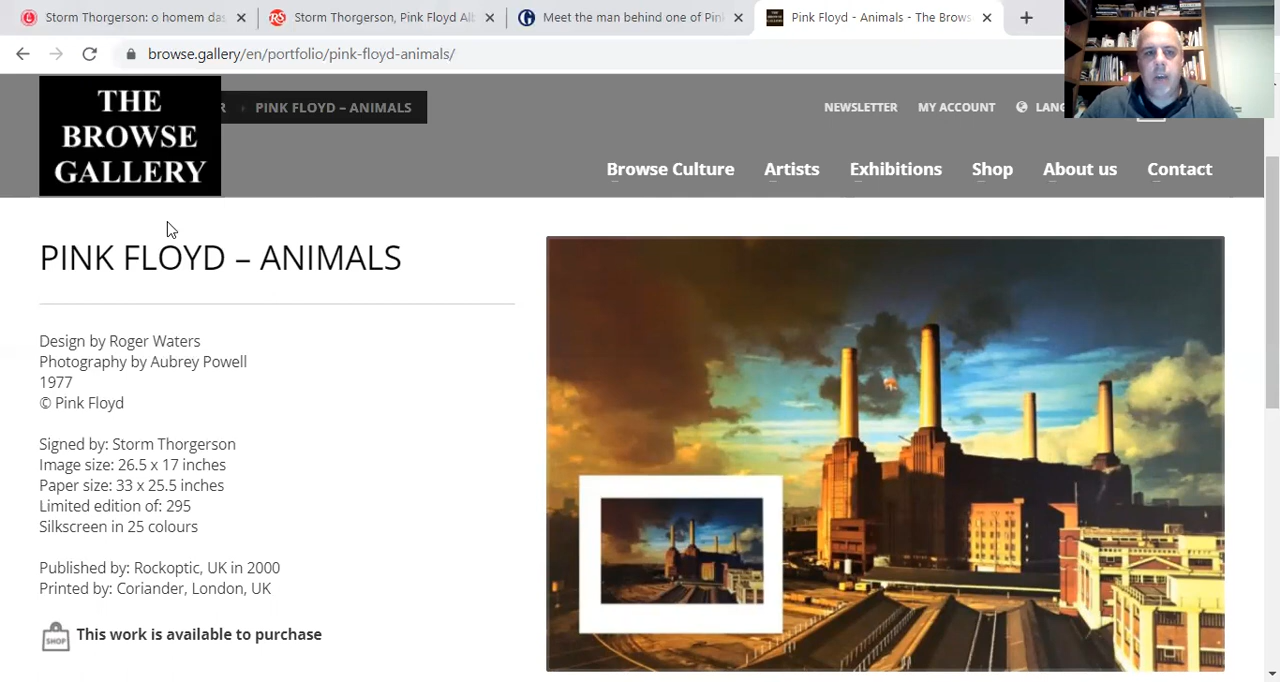 Storm Thorgerson: o homem das
Storm Thorgerson, Pink Floyd Alb
Meet the man behind one of Pin
Pink Floyd - Animals - The Brows
browse.gallery/en/portfolio/pink-floyd-animals/
THE
BROWSE
GALLERY
R › PINK FLOYD – ANIMALS
NEWSLETTER MY ACCOUNT LANG
Browse Culture Artists Exhibitions Shop About us Contact
PINK FLOYD – ANIMALS
Design by Roger Waters
Photography by Aubrey Powell
1977
© Pink Floyd
Signed by: Storm Thorgerson
Image size: 26.5 x 17 inches
Paper size: 33 x 25.5 inches
Limited edition of: 295
Silkscreen in 25 colours
Published by: Rockoptic, UK in 2000
Printed by: Coriander, London, UK
SHOP This work is available to purchase